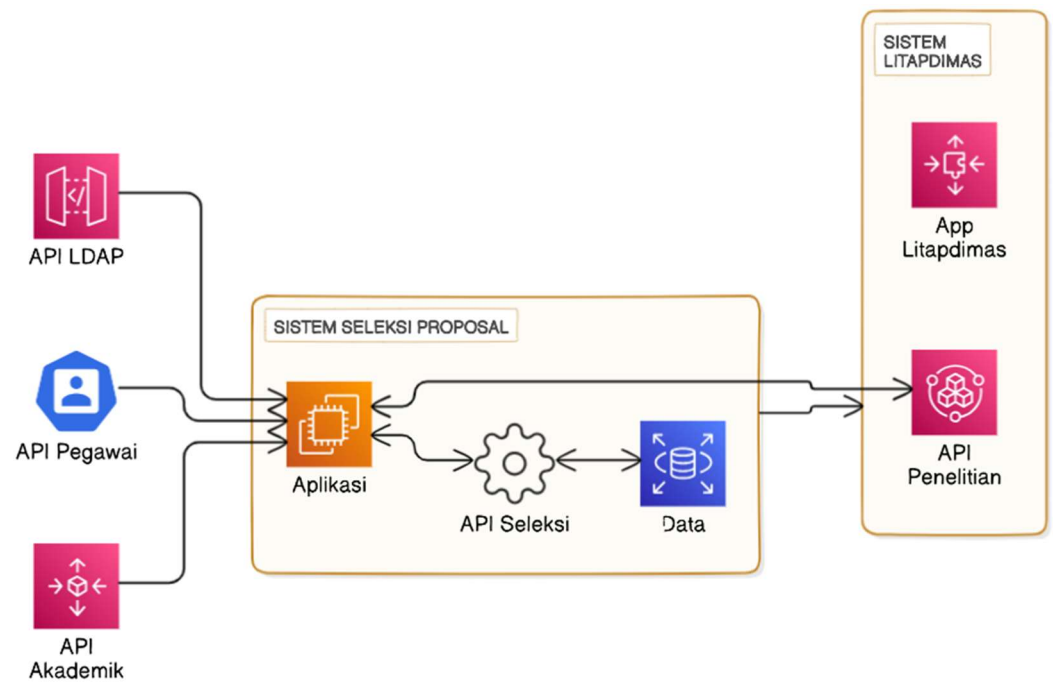 SISTEM
LITAPDIMAS
App
Litapdimas
API LDAP
SISTEM SELEKSI PROPOSAL
API Pegawai
Aplikasi
API Seleksi
Data
API
Penelitian
API
Akademik